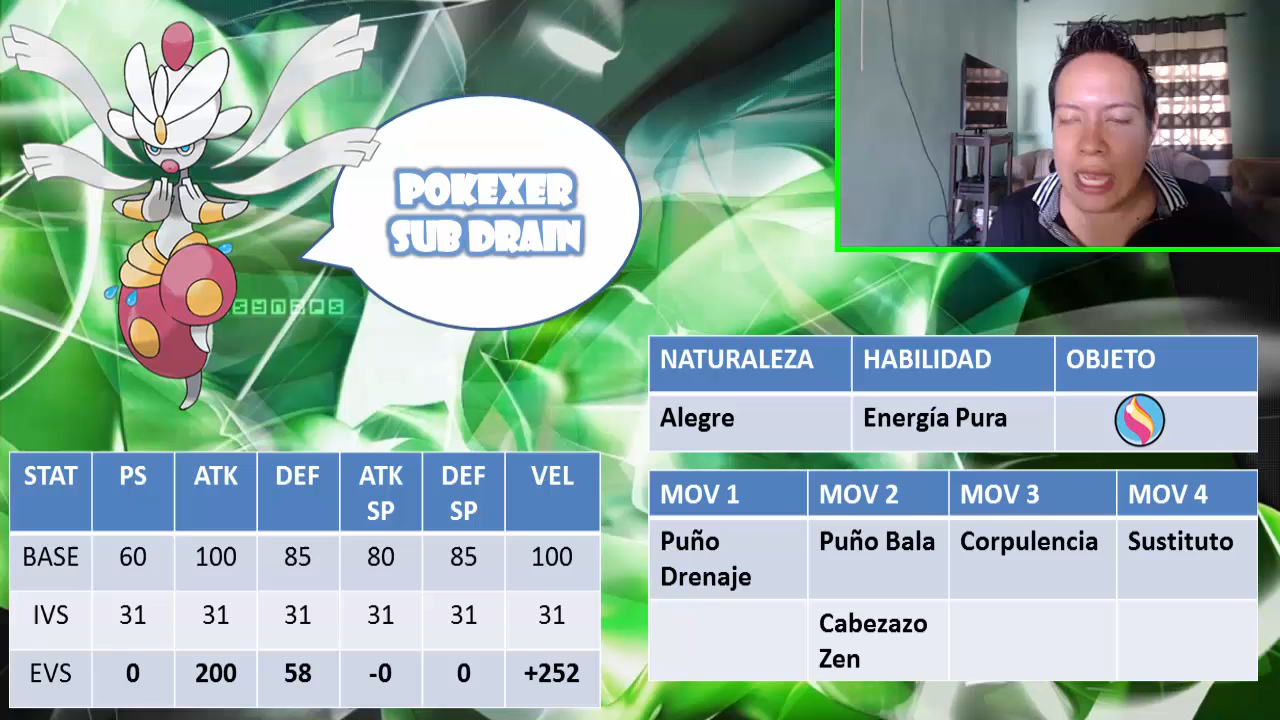 POKEXER
SUB DRAIN
synaps
NATURALEZA HABILIDAD OBJETO
Alegre Energía Pura
STAT PS ATK DEF ATK SP DEF SP VEL
BASE 60 100 85 80 85 100
IVS 31 31 31 31 31 31
EVS 0 200 58 -0 0 +252
MOV 1 MOV 2 MOV 3 MOV 4
Puño Drenaje Puño Bala Corpulencia Sustituto
Cabezazo Zen